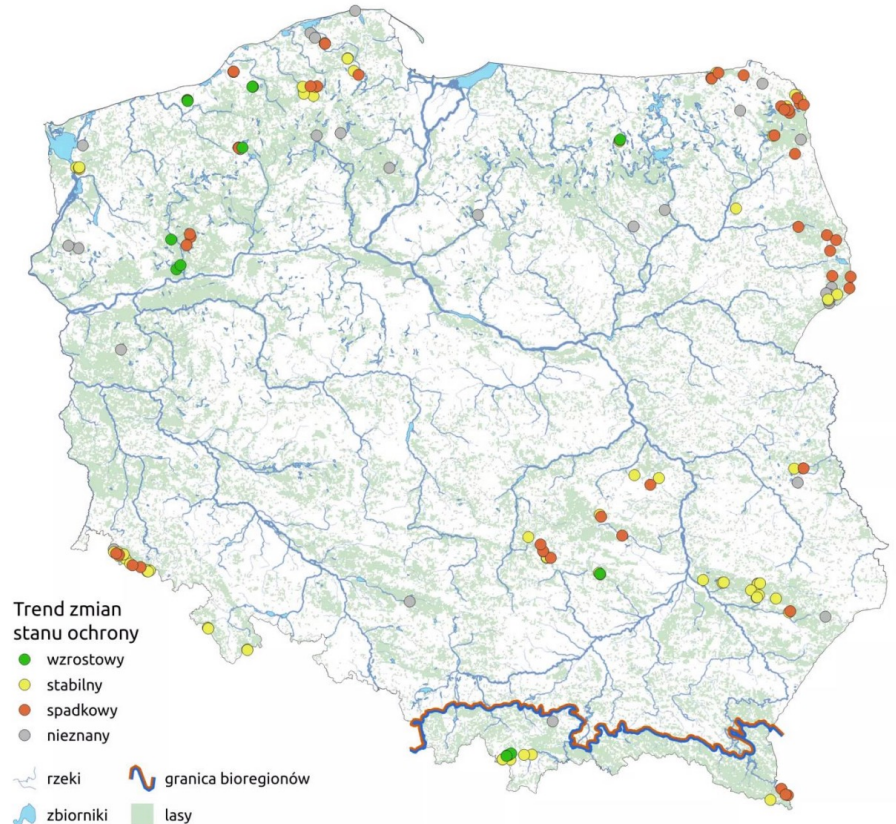 Trend zmian
stanu ochrony
wzrostowy
stabilny
spadkowy
nieznany
rzeki
granica bioregionów
zbiorniki
lasy